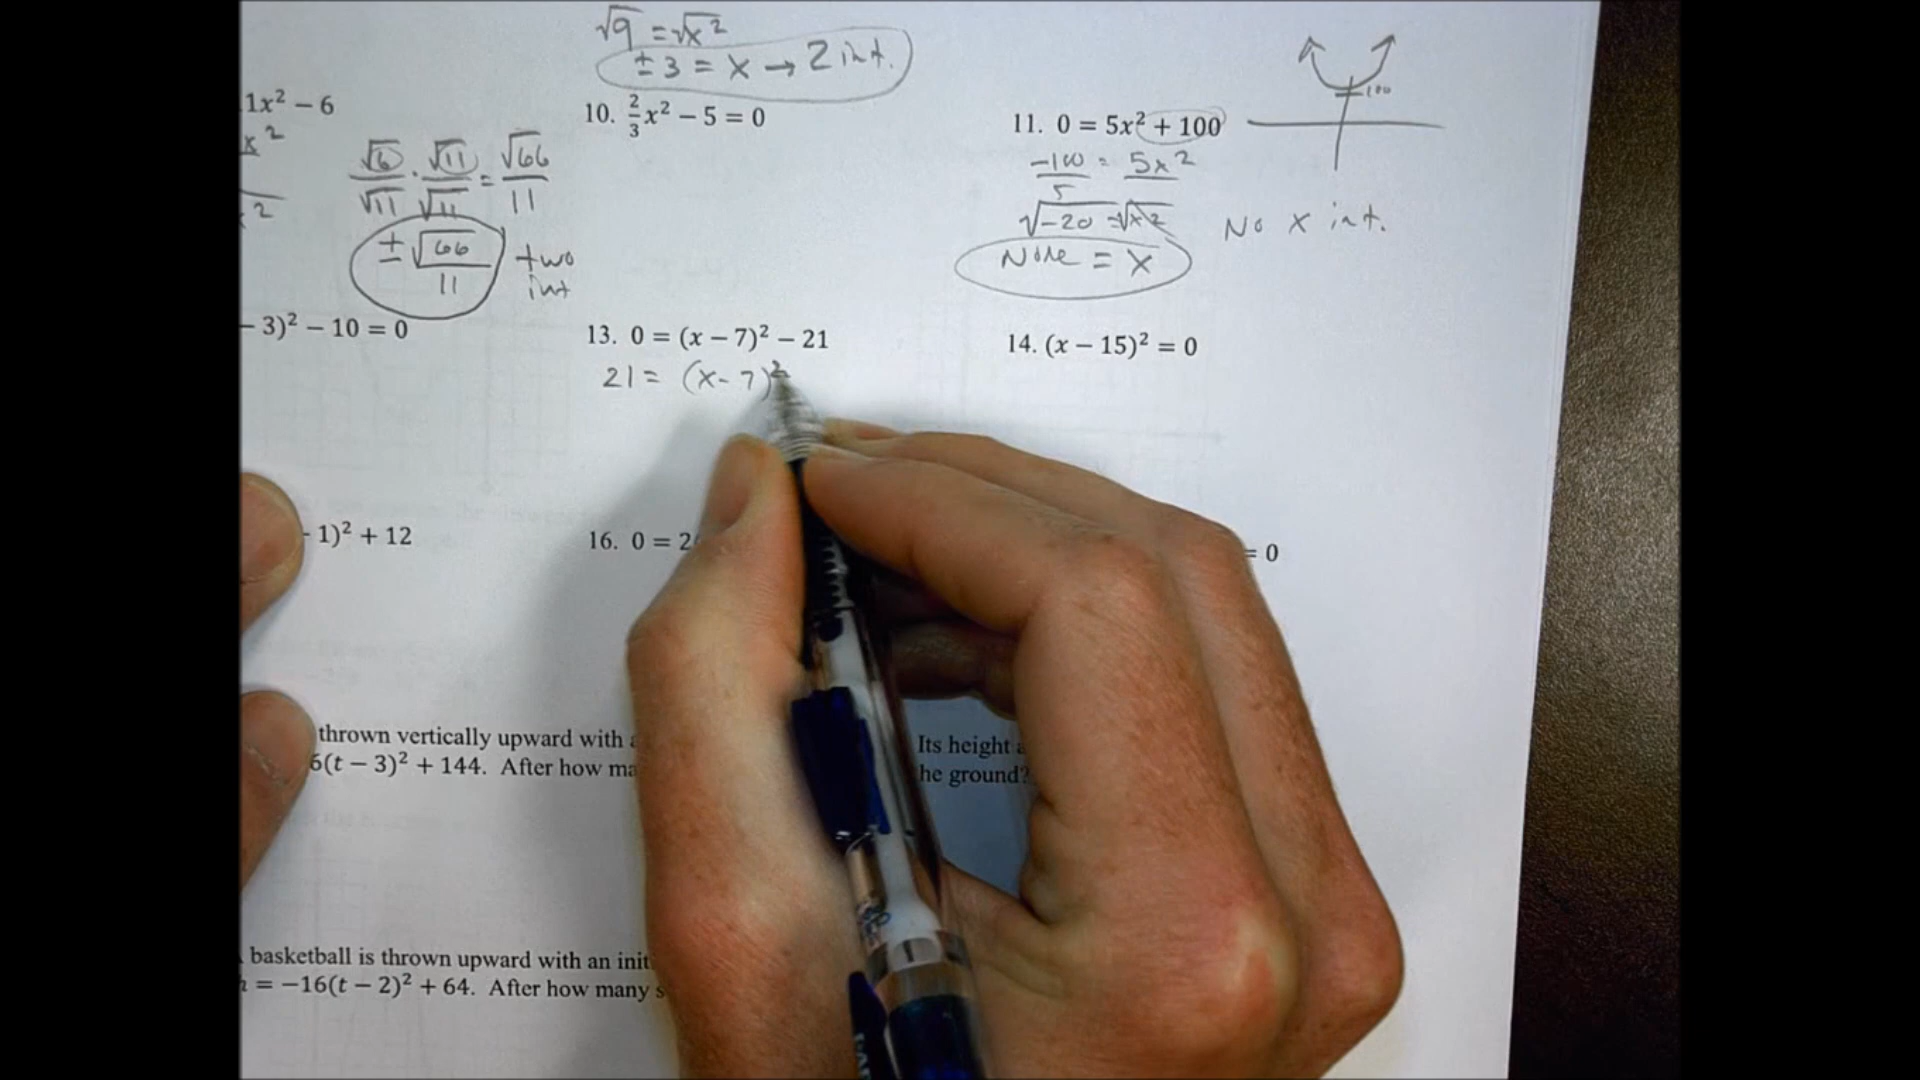 √9 = √x²
± 3 = x → 2 int.
1x² − 6
x²
√6/√11 · √11/√11 = √66/11
2
± √66/11 two int
10. 2/3x² − 5 = 0
11. 0 = 5x² + 100
100
-100/5 = 5x²
√-20 = √x²
No x int.
None = x
− 3)² − 10 = 0
13. 0 = (x − 7)² − 21
21 = (x - 7)²
14. (x − 15)² = 0
1)² + 12
16. 0 = 2
= 0
thrown vertically upward with
Its height
6(t − 3)² + 144. After how
he ground?
basketball is thrown upward with an
= −16(t − 2)² + 64. After how many